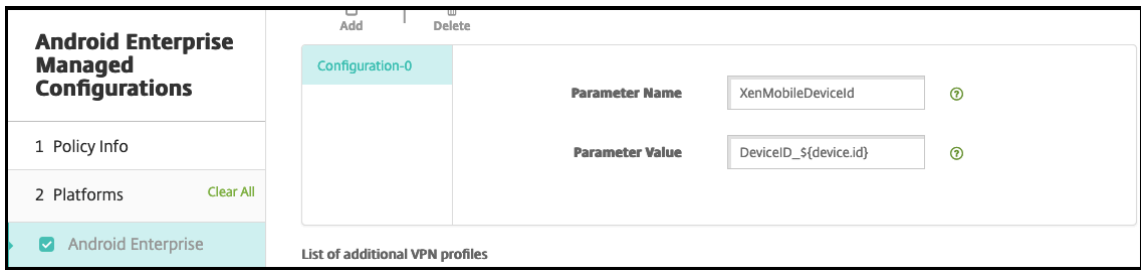 Add
Delete
Android Enterprise
Managed
Configurations
1 Policy Info
2 Platforms
Clear All
Android Enterprise
Configuration-0
Parameter Name
XenMobileDeviceId
Parameter Value
DeviceID_${device.id}
List of additional VPN profiles